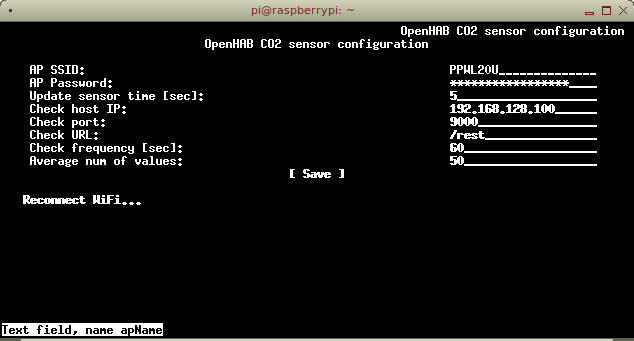 pi@raspberrypi: ~
OpenHAB CO2 sensor configuration
OpenHAB CO2 sensor configuration
AP SSID: PPWL20U______________
AP Password: *****************____
Update sensor time [sec]: 5____________________
Check host IP: 192.168.128.100______
Check port: 9000_________________
Check URL: /rest________________
Check frequency [sec]: 60___________________
Average num of values: 50___________________
[ Save ]
Reconnect WiFi...
Text field, name apName